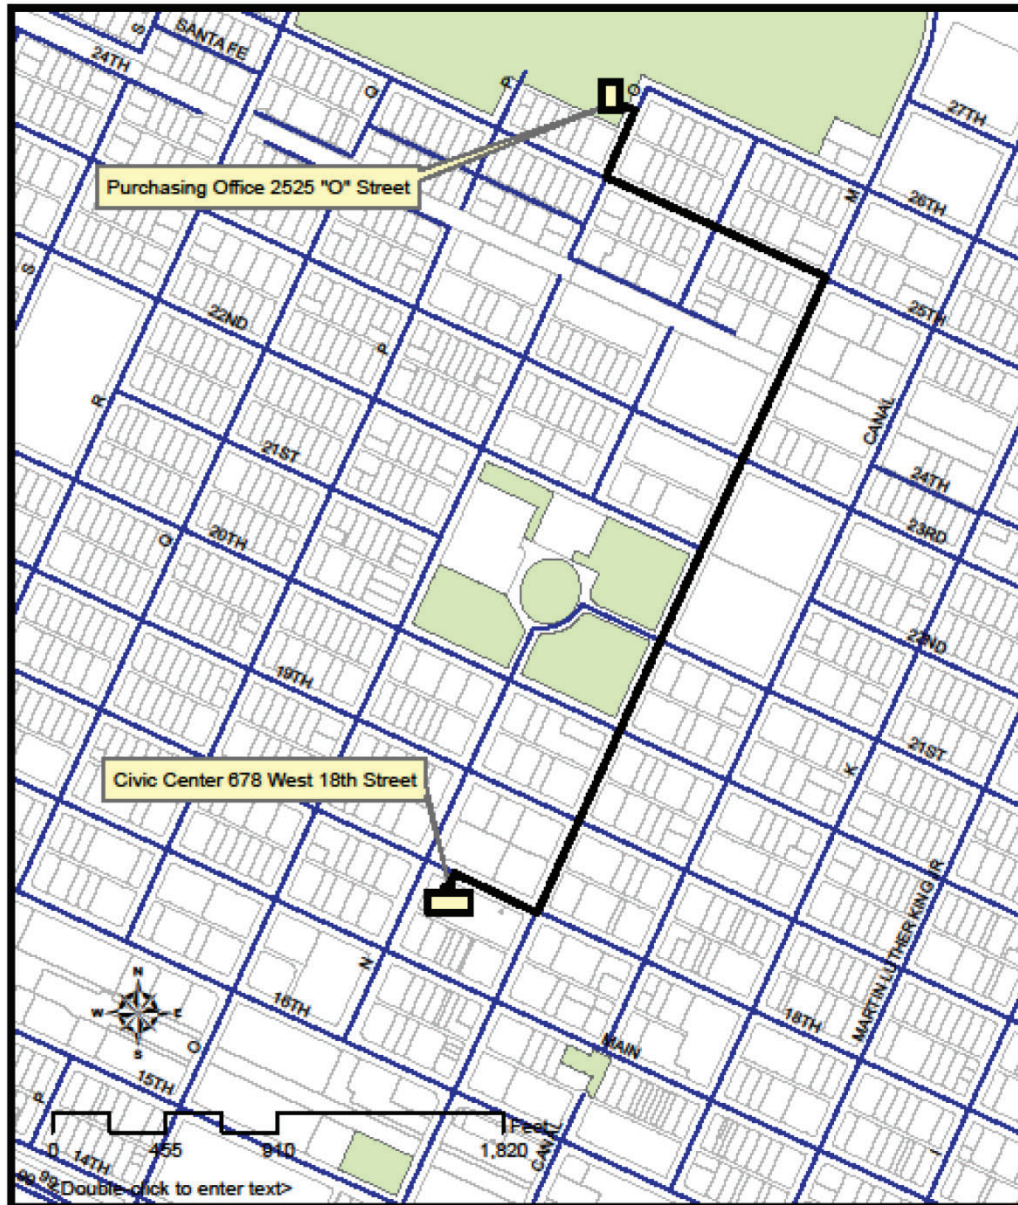 S
SANTA FE
24TH
O
P
O
27TH
Purchasing Office 2525 "O" Street
M
26TH
S
25TH
22ND
P
R
CANAL
21ST
24TH
23RD
20TH
Q
22ND
19TH
21ST
K
Civic Center 678 West 18th Street
MARTIN LUTHER KING JR
N
N
W
E
S
16TH
18TH
O
MAIN
15TH
P
Feet
0
455
910
1,820
CANAL
I
14TH
99
99
<Double-click to enter text>